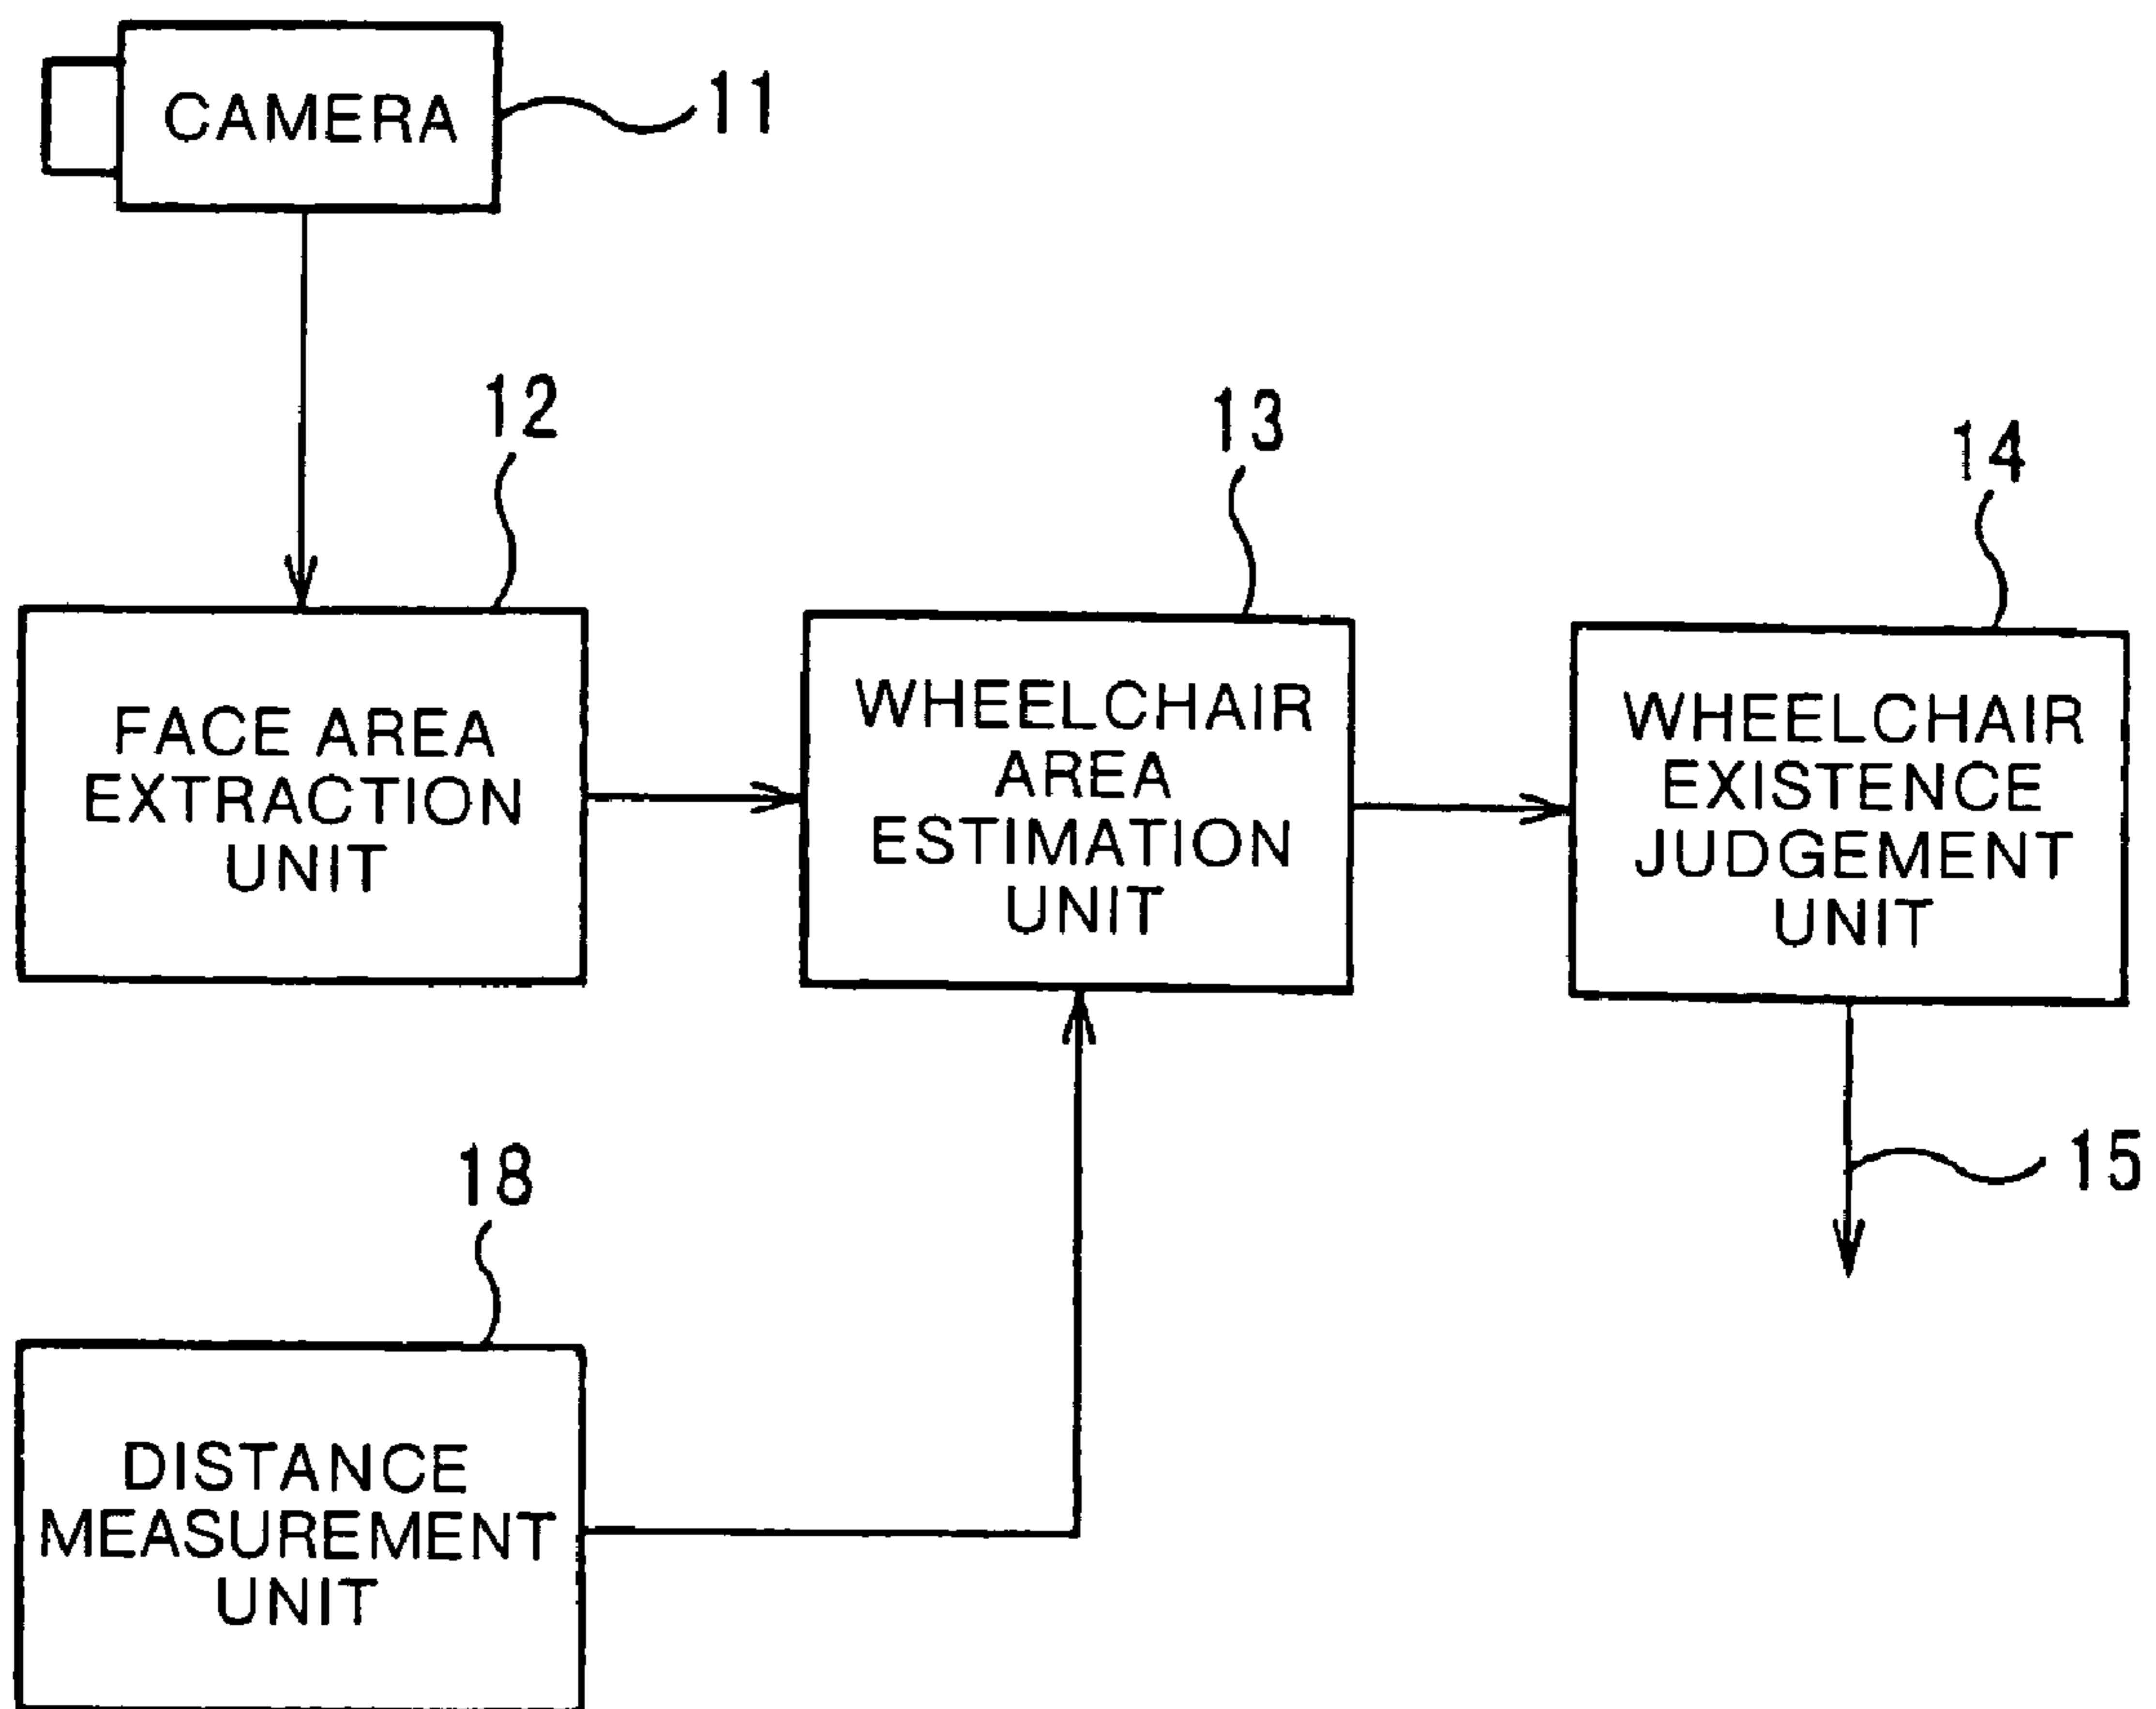 CAMERA
11
12
13
14
FACE AREA
EXTRACTION
UNIT
WHEELCHAIR
AREA
ESTIMATION
UNIT
WHEELCHAIR
EXISTENCE
JUDGEMENT
UNIT
15
18
DISTANCE
MEASUREMENT
UNIT